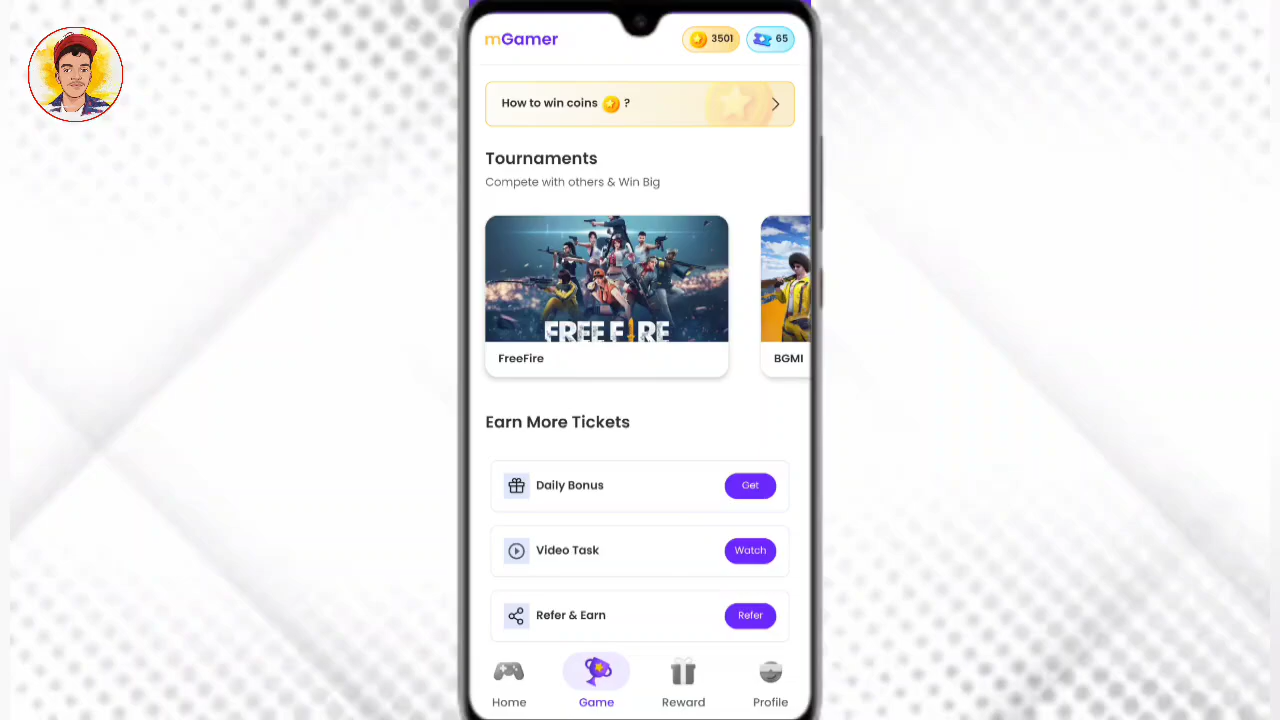 mGamer
3501
65
How to win coins ?
Tournaments
Compete with others & Win Big
FREE FIRE
FreeFire
BGMI
Earn More Tickets
Daily Bonus
Get
Video Task
Watch
Refer & Earn
Refer
Home
Game
Reward
Profile